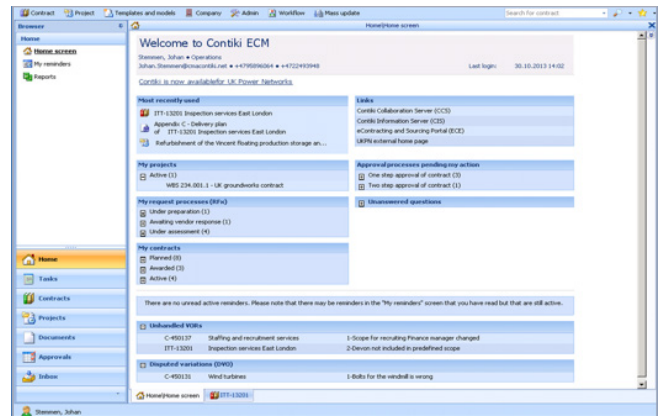 Contract Project Templates and models Company Admin Workflow Mass update Search for contract
Browser Home|Home screen
Home
Home screen
My reminders
Reports
Welcome to Contiki ECM
Stemmen, Johan • Operations
Johan.Stemmen@cmacontiki.net • +4795096064 • +4722493948 Last login: 30.10.2013 14:02
Contiki is now availablefor UK Power Networks
Most recently used
ITT-13201 Inspection services East London
Appendix C - Delivery plan
of ITT-13201 Inspection services East London
Refurbishment of the Vincent floating production storage an...
Links
Contiki Collaboration Server (CCS)
Contiki Information Server (CIS)
eContracting and Sourcing Portal (ECE)
UKPN external home page
My projects
Active (1)
WBS 234.001.1 - UK groundworks contract
Approval processes pending my action
One step approval of contract (3)
Two step approval of contract (1)
My request processes (RFx)
Under preparation (1)
Awaiting vendor response (1)
Under assessment (4)
Unanswered questions
My contracts
Planned (8)
Awarded (3)
Active (4)
There are no unread active reminders. Please note that there may be reminders in the "My reminders" screen that you have read but that are still active.
Unhandled VORs
C-450137 Staffing and recruitment services 1-Scope for recruiting Finance manager changed
ITT-13201 Inspection services East London 2-Devon not included in predefined scope
Disputed variations (DVO)
C-450131 Wind turbines 1-Bolts for the windmill is wrong
Home
Tasks
Contracts
Projects
Documents
Approvals
Inbox
Home|Home screen ITT-13201
Stemmen, Johan